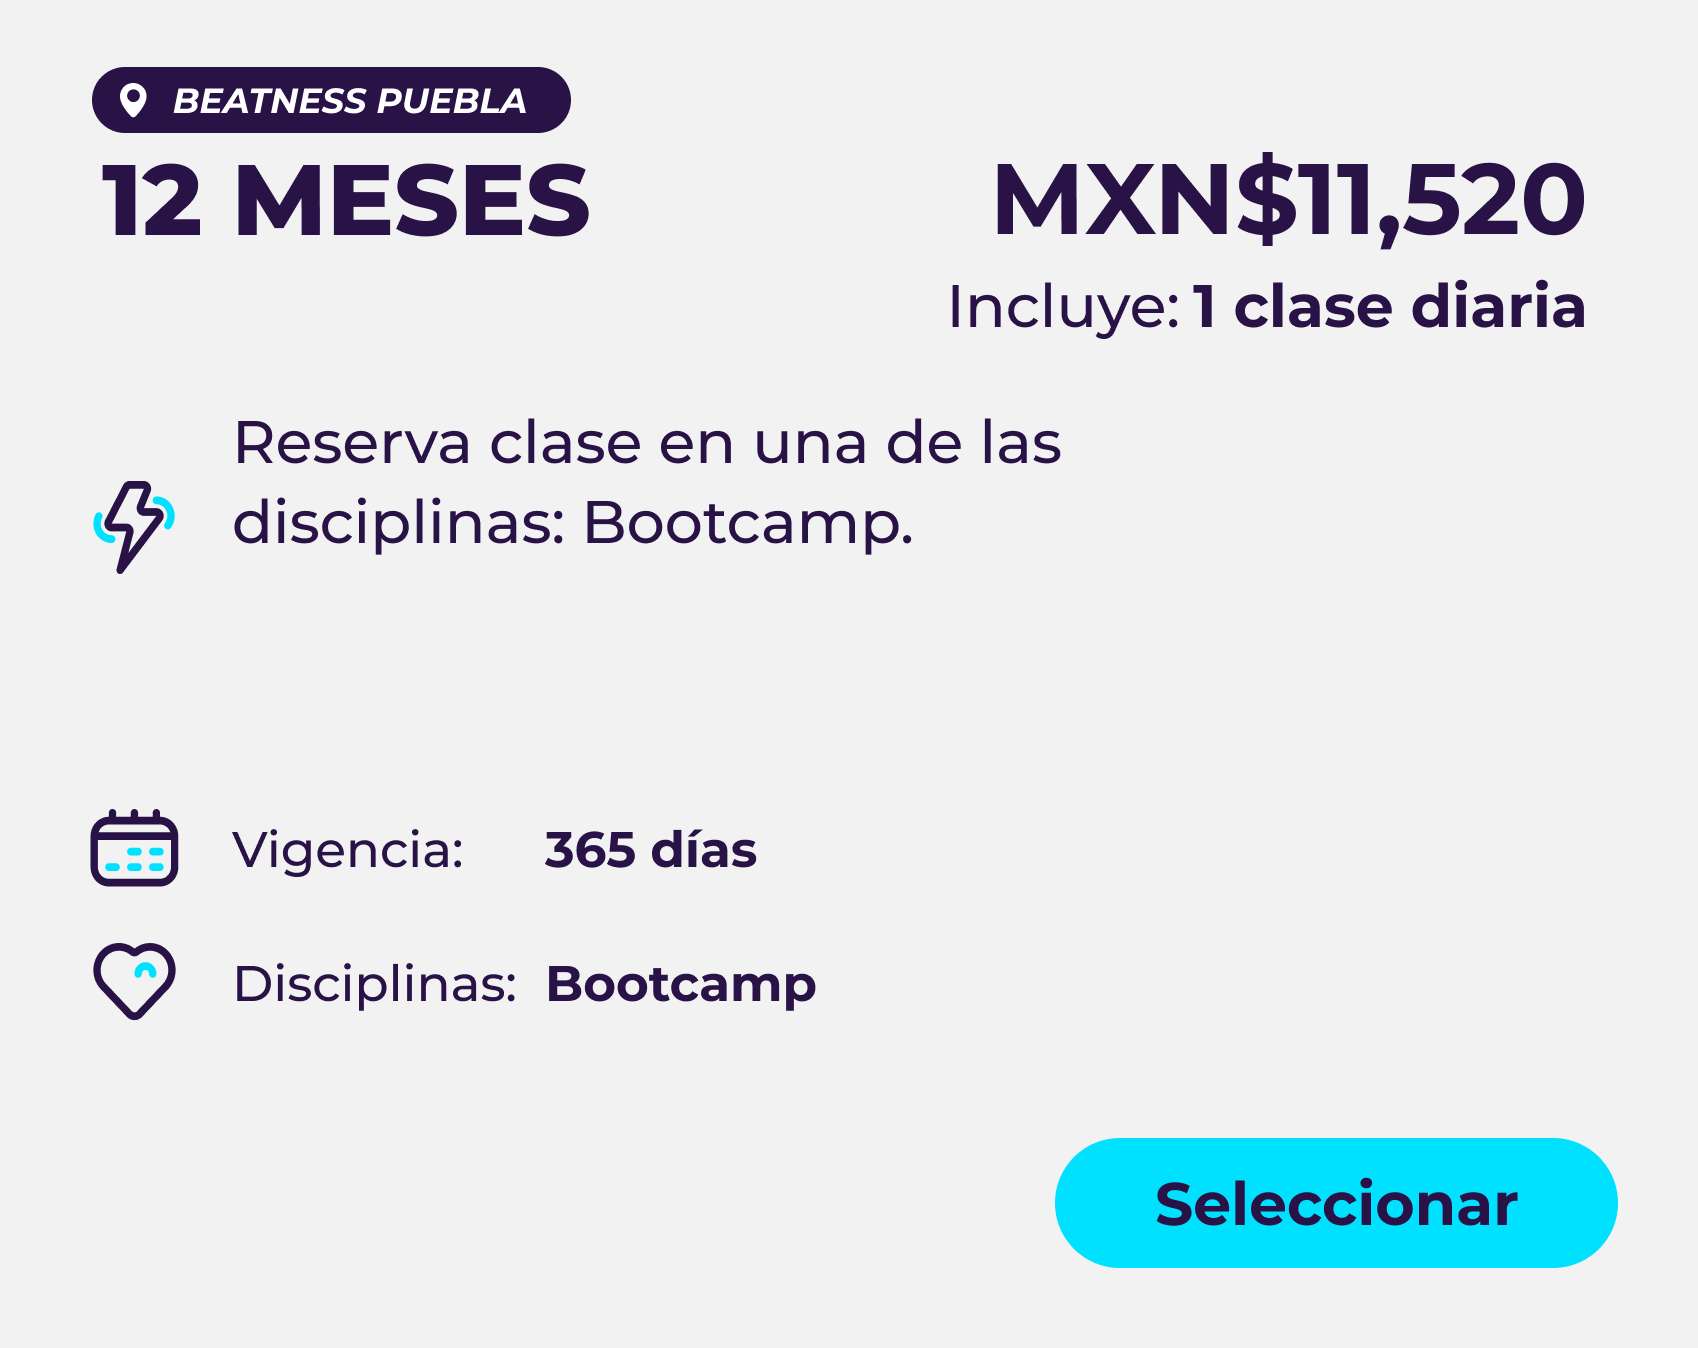 BEATNESS PUEBLA
12 MESES
MXN$11,520
Incluye: 1 clase diaria
Reserva clase en una de las
disciplinas: Bootcamp.
Vigencia: 365 días
Disciplinas: Bootcamp
Seleccionar